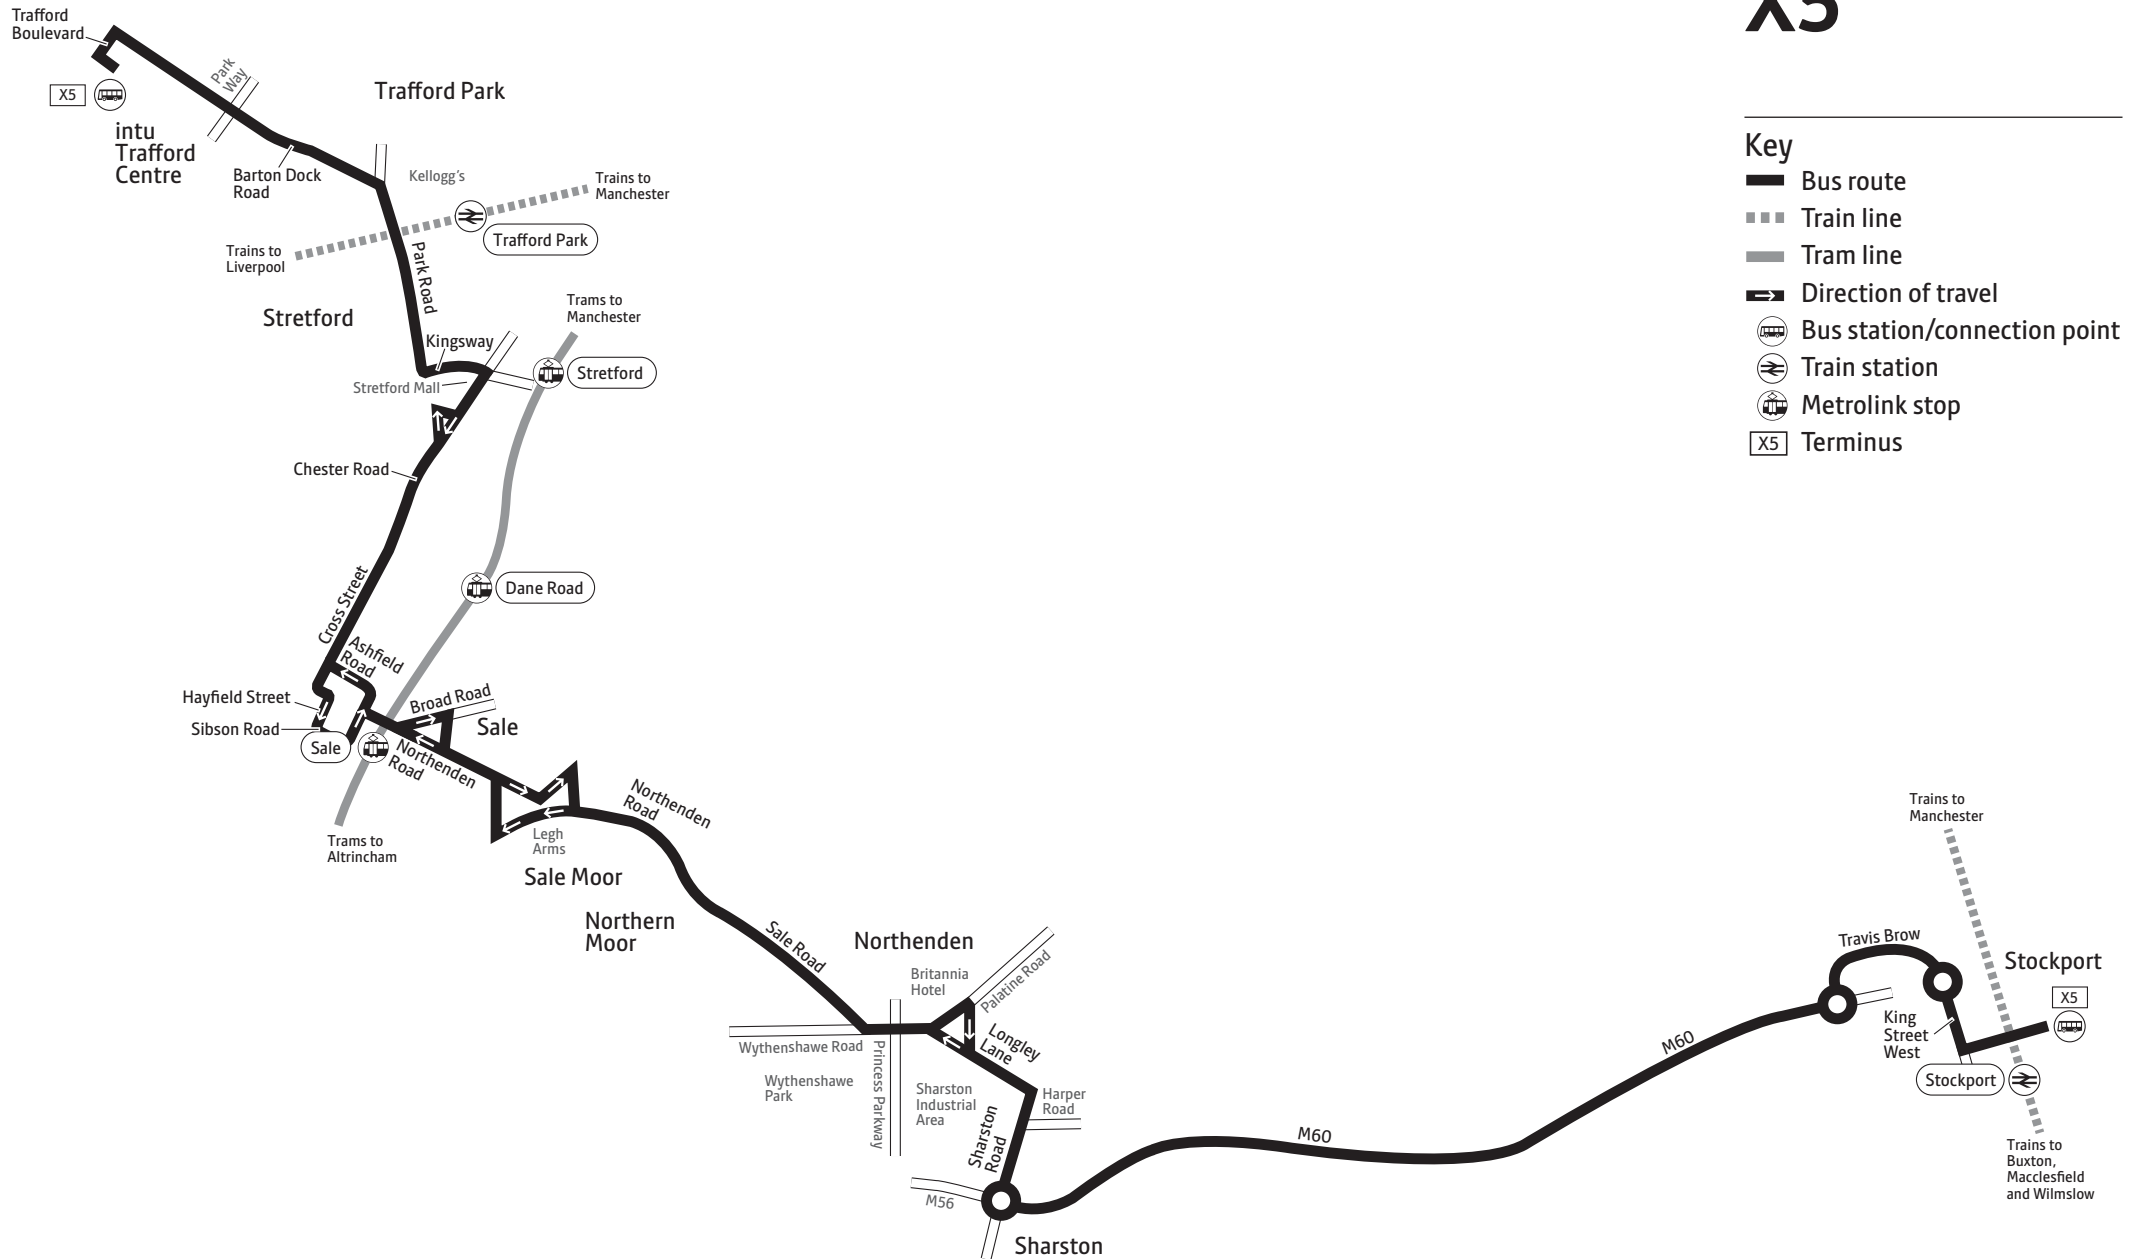 X5
Trafford
Boulevard
X5
intu
Trafford
Centre
Park
Way
Trafford Park
Barton Dock
Road
Kellogg's
Trains to
Manchester
Trafford Park
Trains to
Liverpool
Park Road
Stretford
Trams to
Manchester
Kingsway
Stretford Mall
Stretford
Chester Road
Dane Road
Cross Street
Ashfield
Road
Hayfield Street
Sibson Road
Sale
Broad Road
Sale
Northenden
Road
Trams to
Altrincham
Legh
Arms
Northenden
Road
Sale Moor
Northern
Moor
Sale Road
Northenden
Britannia
Hotel
Palatine Road
Wythenshawe Road
Wythenshawe
Park
Princess Parkway
Longley
Lane
Sharston
Industrial
Area
Harper
Road
Sharston
Road
M56
Sharston
M60
M60
Travis Brow
Trains to
Manchester
Stockport
X5
King
Street
West
Stockport
Trains to
Buxton,
Macclesfield
and Wilmslow
Key
Bus route
Train line
Tram line
Direction of travel
Bus station/connection point
Train station
Metrolink stop
X5 Terminus